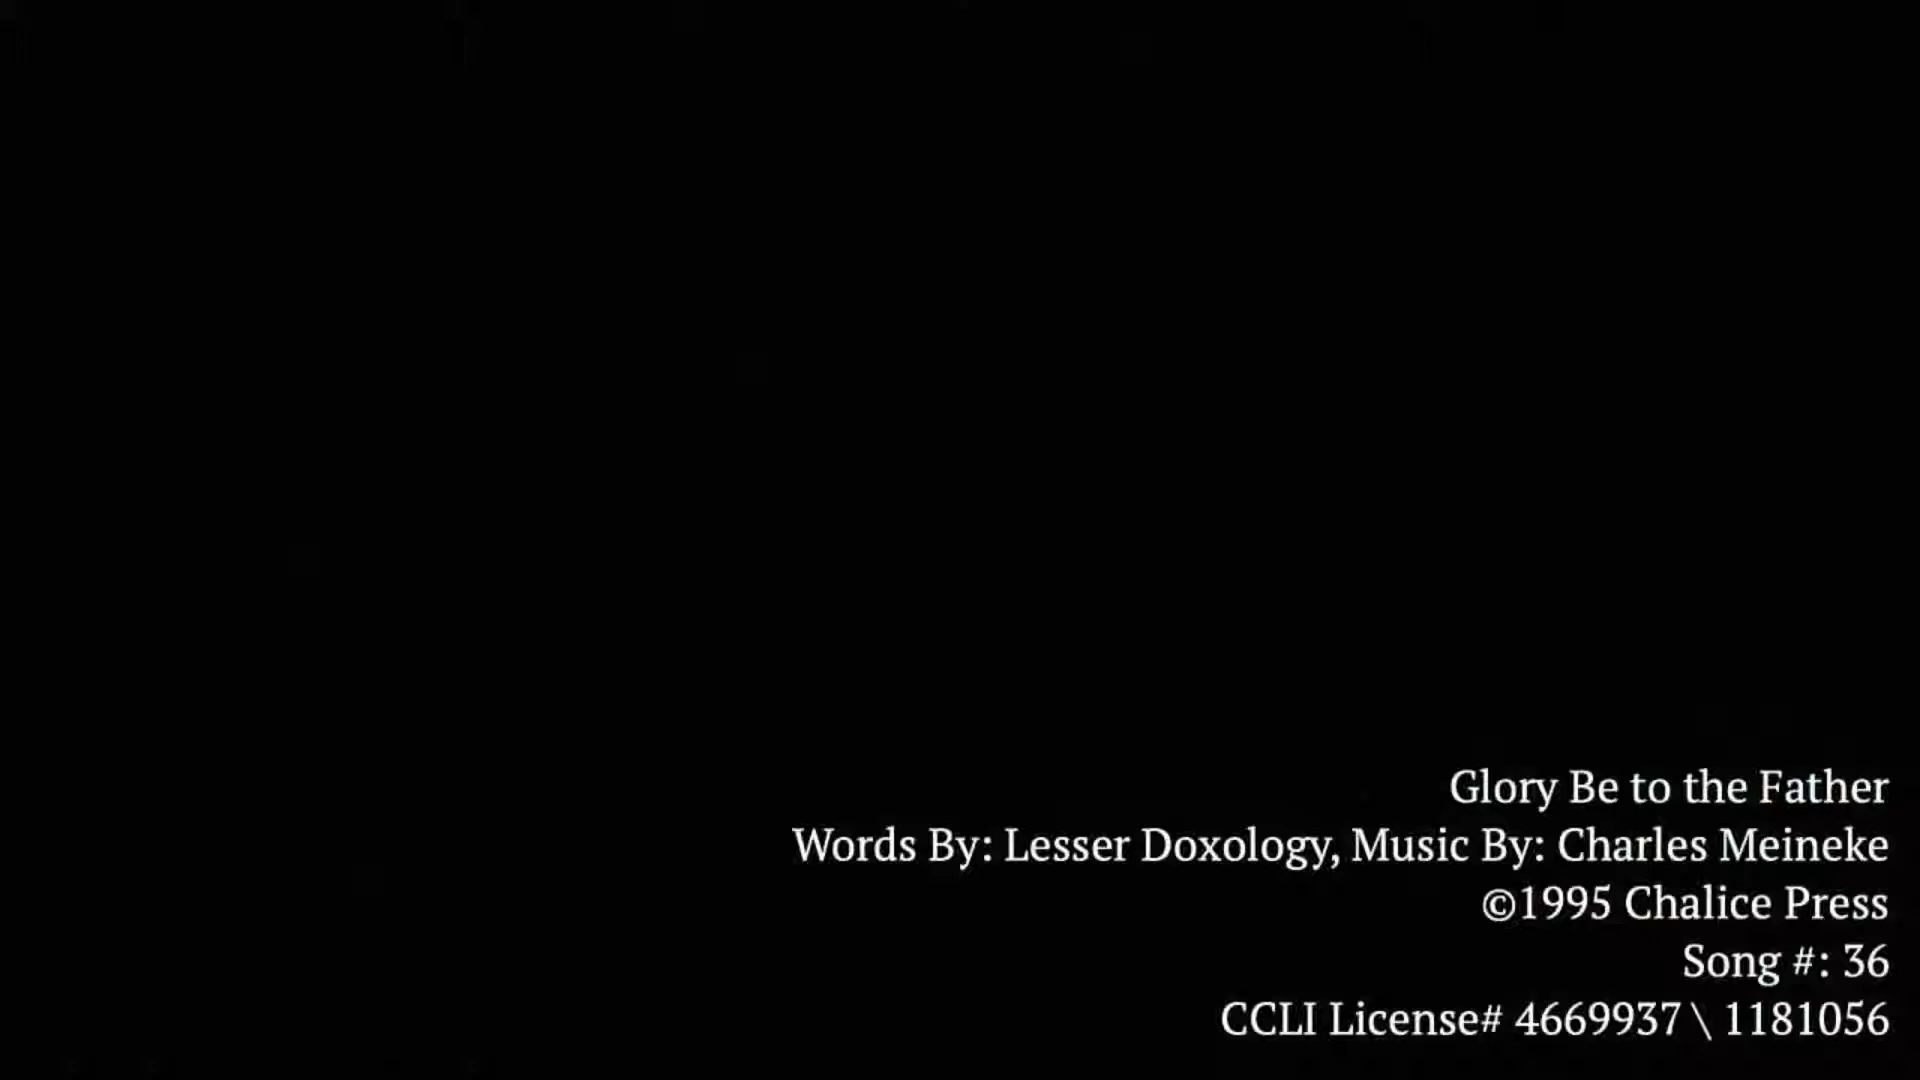 Glory Be to the Father
Words By: Lesser Doxology, Music By: Charles Meineke
©1995 Chalice Press
Song #: 36
CCLI License# 4669937 \ 1181056